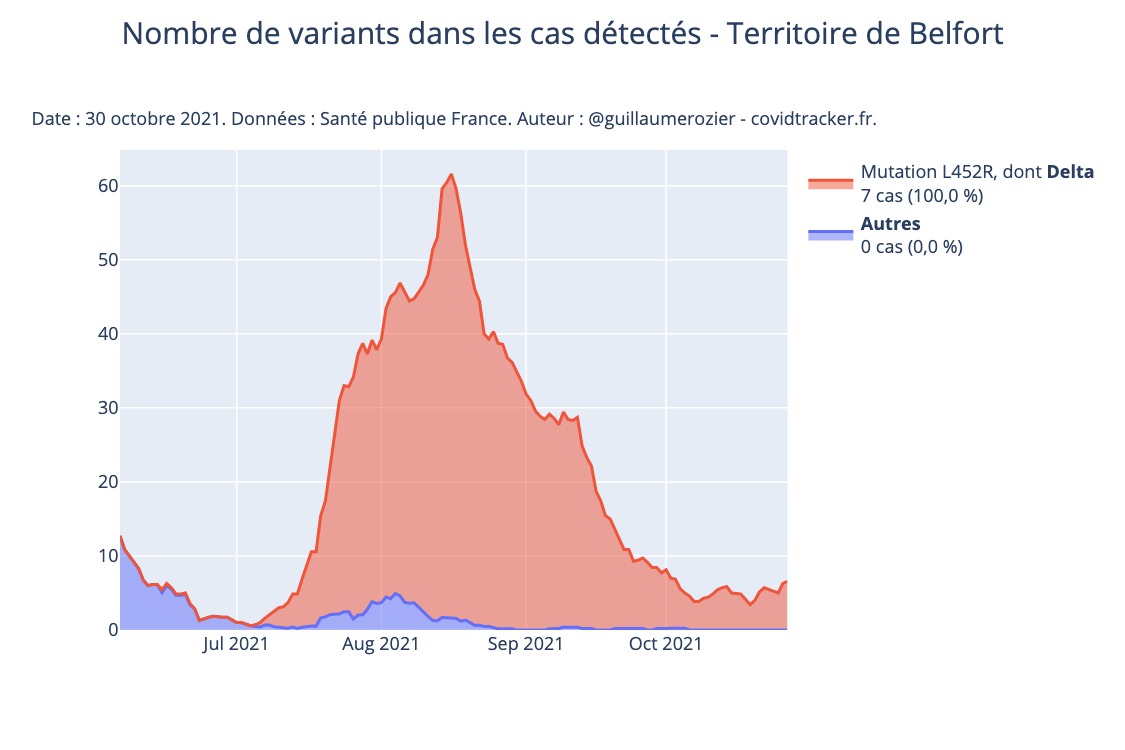 Nombre de variants dans les cas détectés - Territoire de Belfort
Date : 30 octobre 2021. Données : Santé publique France. Auteur : @guillaumerozier - covidtracker.fr.
Mutation L452R, dont Delta
7 cas (100,0 %)
Autres
0 cas (0,0 %)
60
50
40
30
20
10
0
Jul 2021
Aug 2021
Sep 2021
Oct 2021